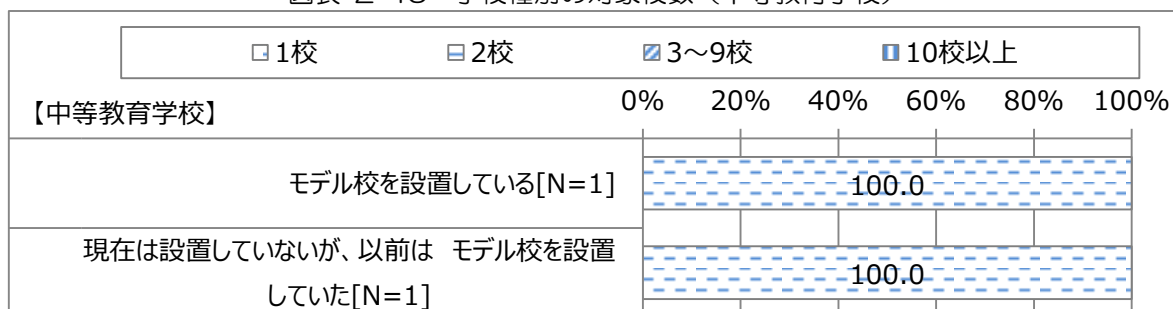 1校 2校 3～9校 10校以上
【中等教育学校】 0% 20% 40% 60% 80% 100%
モデル校を設置している[N=1] 100.0
現在は設置していないが、以前は モデル校を設置
していた[N=1] 100.0